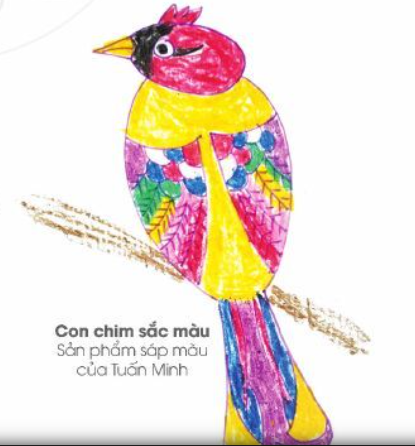 Con chim sắc màu
Sản phẩm sáp màu
của Tuấn Minh